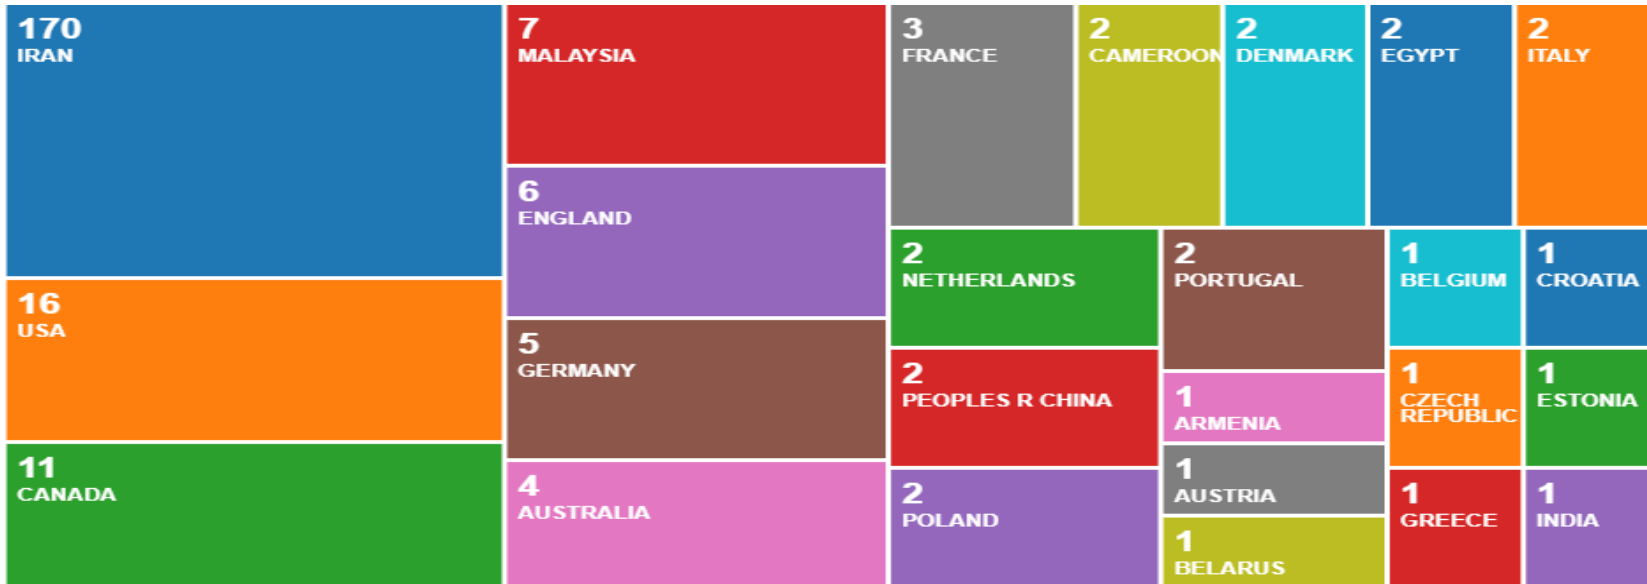 170
IRAN
16
USA
11
CANADA
7
MALAYSIA
6
ENGLAND
5
GERMANY
4
AUSTRALIA
3
FRANCE
2
CAMEROON
2
DENMARK
2
EGYPT
2
ITALY
2
NETHERLANDS
2
PEOPLES R CHINA
2
POLAND
2
PORTUGAL
1
ARMENIA
1
AUSTRIA
1
BELARUS
1
BELGIUM
1
CZECH
REPUBLIC
1
GREECE
1
CROATIA
1
ESTONIA
1
INDIA